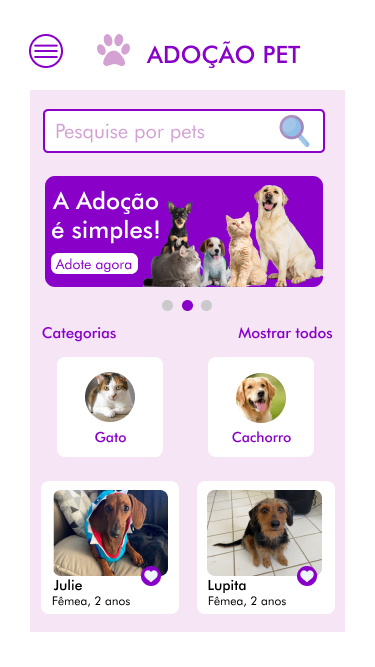 ADOÇÃO PET
Pesquise por pets
A Adoção
é simples!
Adote agora
Categorias
Mostrar todos
Gato
Cachorro
Julie
Fêmea, 2 anos
Lupita
Fêmea, 2 anos